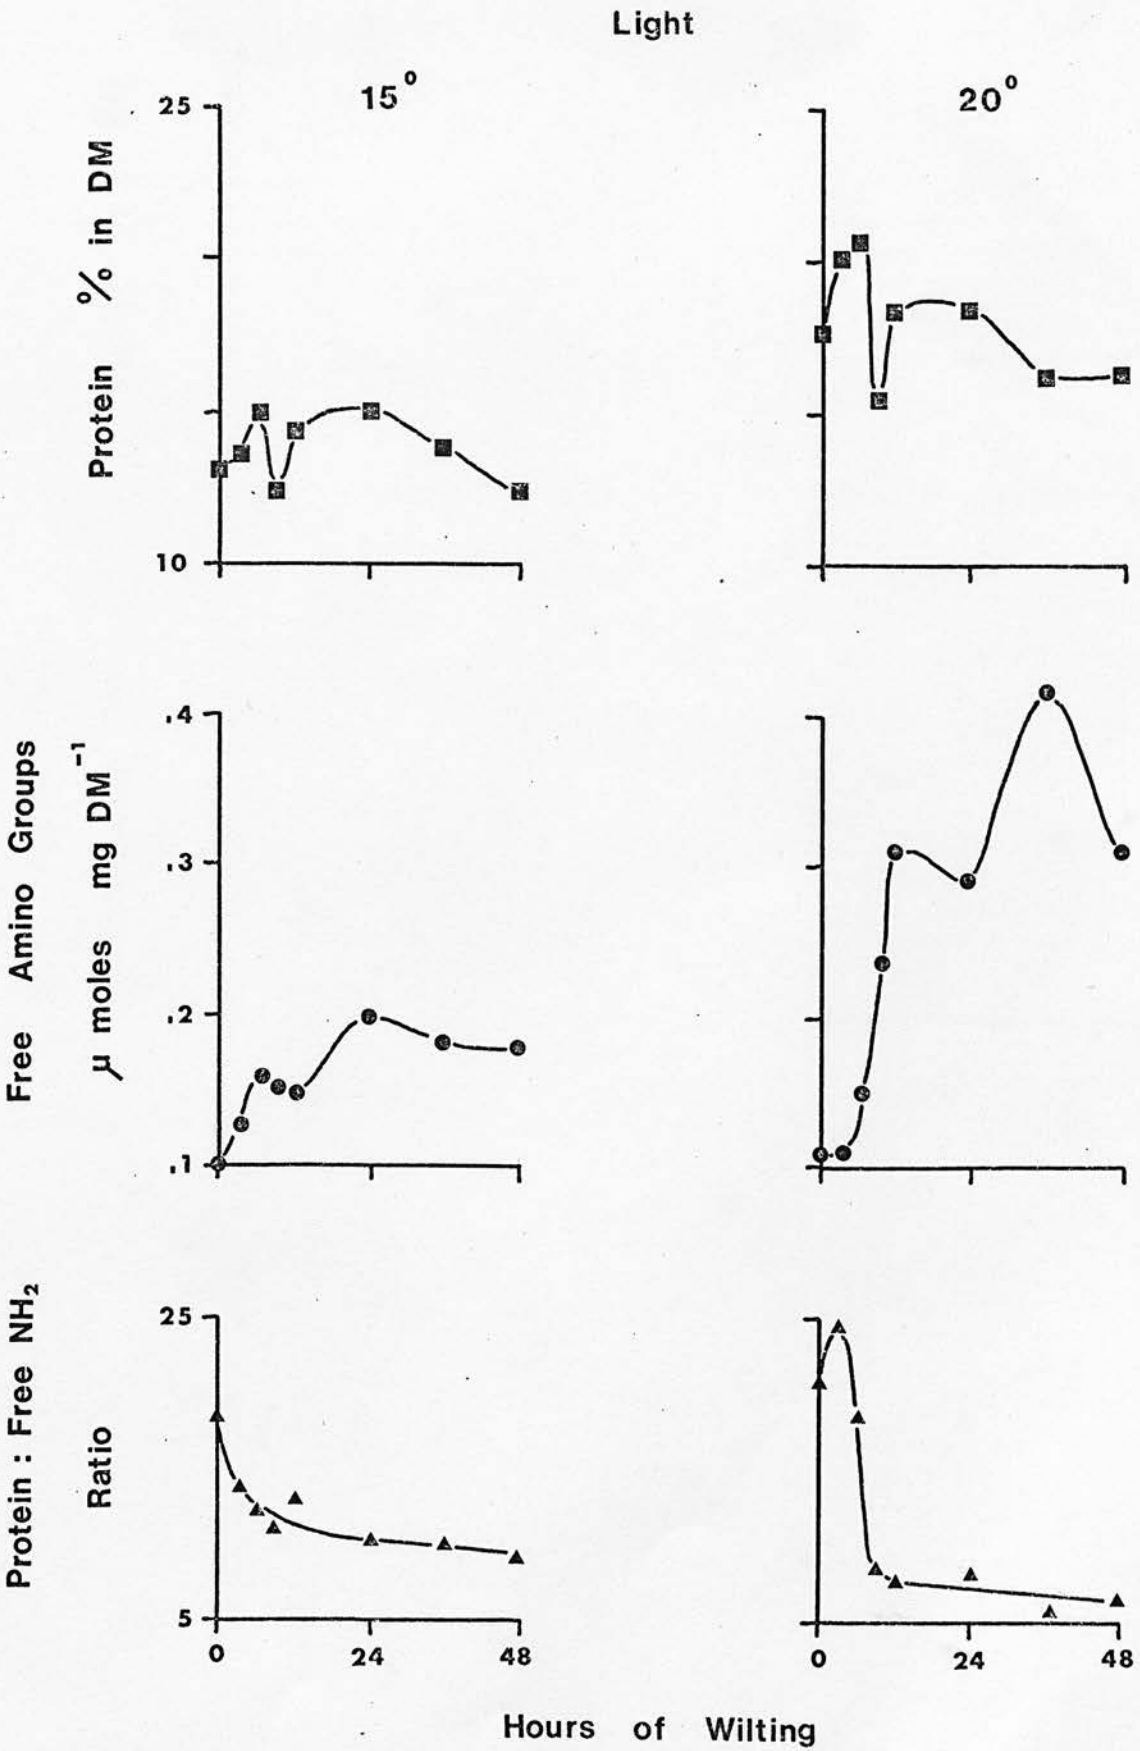 Light
15°
20°
Protein % in DM
25
10
Free Amino Groups
µ moles mg DM⁻¹
.4
.3
.2
.1
Protein : Free NH₂
Ratio
25
5
0 24 48
0 24 48
Hours of Wilting